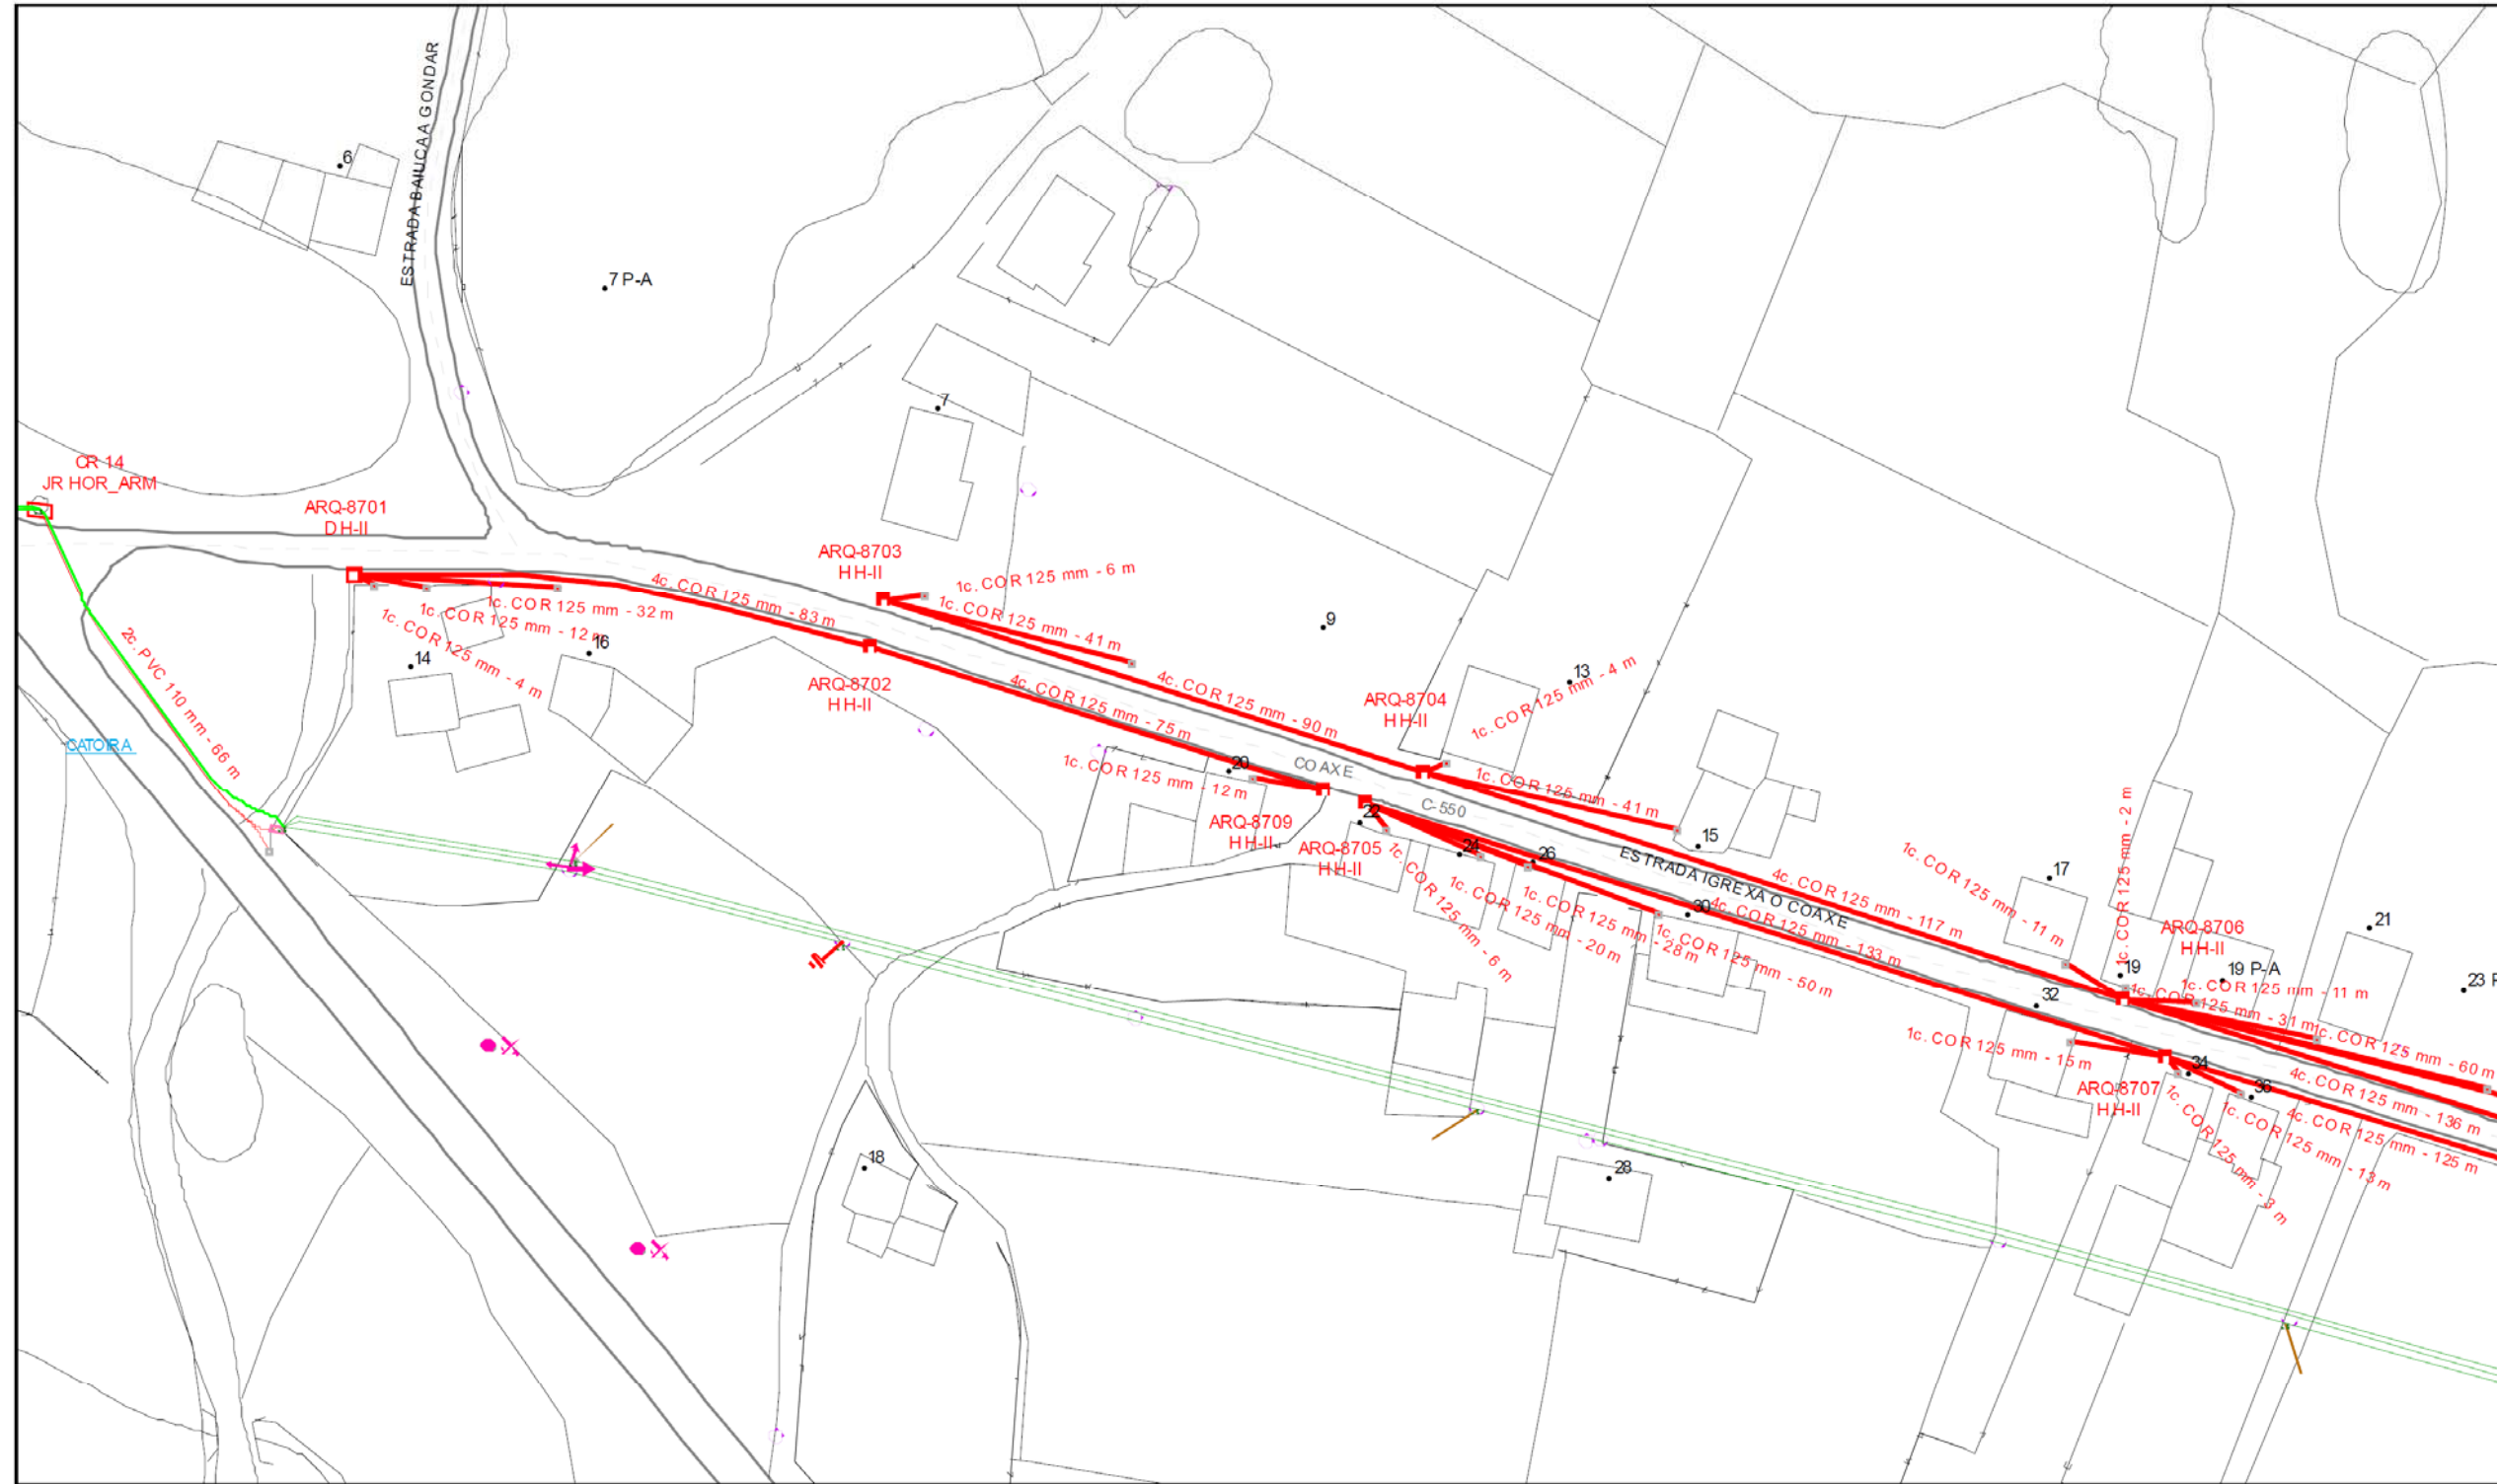 ESTRADA BAIUCA A GONDAR
6
7 P-A
7
CR 14
JR HOR_ARM
ARQ-8701
DH-II
ARQ-8703
HH-II
1c. COR 125 mm - 6 m
1c. COR 125 mm - 41 m
4c. COR 125 mm - 83 m
1c. COR 125 mm - 32 m
1c. COR 125 mm - 12 m
1c. COR 125 mm - 4 m
2c. PVC 110 mm - 66 m
CATOIRA
14
16
9
13
ARQ-8702
HH-II
4c. COR 125 mm - 75 m
4c. COR 125 mm - 90 m
ARQ-8704
HH-II
1c. COR 125 mm - 4 m
1c. COR 125 mm - 41 m
1c. COR 125 mm - 12 m
20
COAXE
C-550
22
ARQ-8709
HH-II
ARQ-8705
HH-II
24
26
15
ESTRADA IGREXA O COAXE
4c. COR 125 mm - 117 m
1c. COR 125 mm - 11 m
1c. COR 125 mm - 2 m
17
1c. COR 125 mm - 6 m
1c. COR 125 mm - 20 m
1c. COR 125 mm - 28 m
30
4c. COR 125 mm - 133 m
1c. COR 125 mm - 50 m
ARQ-8706
HH-II
21
19
19 P-A
23
32
1c. COR 125 mm - 11 m
1c. COR 125 mm - 31 m
1c. COR 125 mm - 60 m
1c. COR 125 mm - 15 m
34
36
ARQ-8707
HH-II
4c. COR 125 mm - 136 m
4c. COR 125 mm - 125 m
1c. COR 125 mm - 13 m
1c. COR 125 mm - 3 m
18
28